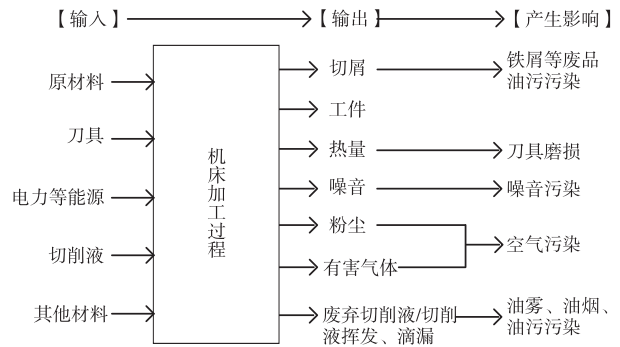 【输入】
【输出】
【产生影响】
原材料
刀具
电力等能源
切削液
其他材料
机床加工过程
切屑
工件
热量
噪音
粉尘
有害气体
废弃切削液/切削
液挥发、滴漏
铁屑等废品
油污污染
刀具磨损
噪音污染
空气污染
油雾、油烟、
油污污染